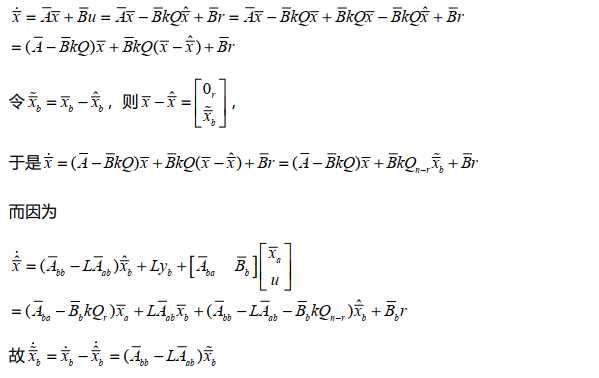 $\dot{\bar{x}} = \bar{A}\bar{x} + \bar{B}u = \bar{A}\bar{x} - \bar{B}kQ\hat{\bar{x}} + \bar{B}r = \bar{A}\bar{x} - \bar{B}kQ\bar{x} + \bar{B}kQ\bar{x} - \bar{B}kQ\hat{\bar{x}} + \bar{B}r$
$= (\bar{A} - \bar{B}kQ)\bar{x} + \bar{B}kQ(\bar{x} - \hat{\bar{x}}) + \bar{B}r$
令 $\tilde{\bar{x}}_b = \bar{x}_b - \hat{\bar{x}}_b$，则 $\bar{x} - \hat{\bar{x}} = \begin{bmatrix} 0_r \\ \tilde{\bar{x}}_b \end{bmatrix}$，
于是 $\dot{\bar{x}} = (\bar{A} - \bar{B}kQ)\bar{x} + \bar{B}kQ(\bar{x} - \hat{\bar{x}}) + \bar{B}r = (\bar{A} - \bar{B}kQ)\bar{x} + \bar{B}kQ_{n-r}\tilde{\bar{x}}_b + \bar{B}r$
而因为
$\dot{\hat{\bar{x}}} = (\bar{A}_{bb} - L\bar{A}_{ab})\hat{\bar{x}}_b + Ly_b + \begin{bmatrix} \bar{A}_{ba} & \bar{B}_b \end{bmatrix} \begin{bmatrix} \bar{x}_a \\ u \end{bmatrix}$
$= (\bar{A}_{ba} - \bar{B}_b kQ_r)\bar{x}_a + L\bar{A}_{ab}\bar{x}_b + (\bar{A}_{bb} - L\bar{A}_{ab} - \bar{B}_b kQ_{n-r})\hat{\bar{x}}_b + \bar{B}_b r$
故 $\dot{\tilde{\bar{x}}}_b = \dot{\bar{x}}_b - \dot{\hat{\bar{x}}}_b = (\bar{A}_{bb} - L\bar{A}_{ab})\tilde{\bar{x}}_b$